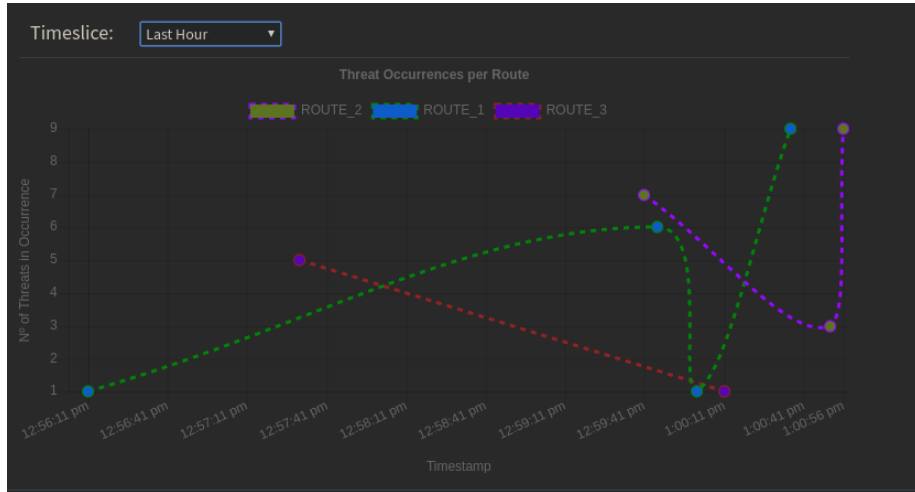 Timeslice: Last Hour
Threat Occurrences per Route
ROUTE_2 ROUTE_1 ROUTE_3
Nº of Threats in Occurrence
9
8
7
6
5
4
3
2
1
12:56:11 pm 12:56:41 pm 12:57:11 pm 12:57:41 pm 12:58:11 pm 12:58:41 pm 12:59:11 pm 12:59:41 pm 1:00:11 pm 1:00:41 pm 1:00:56 pm
Timestamp